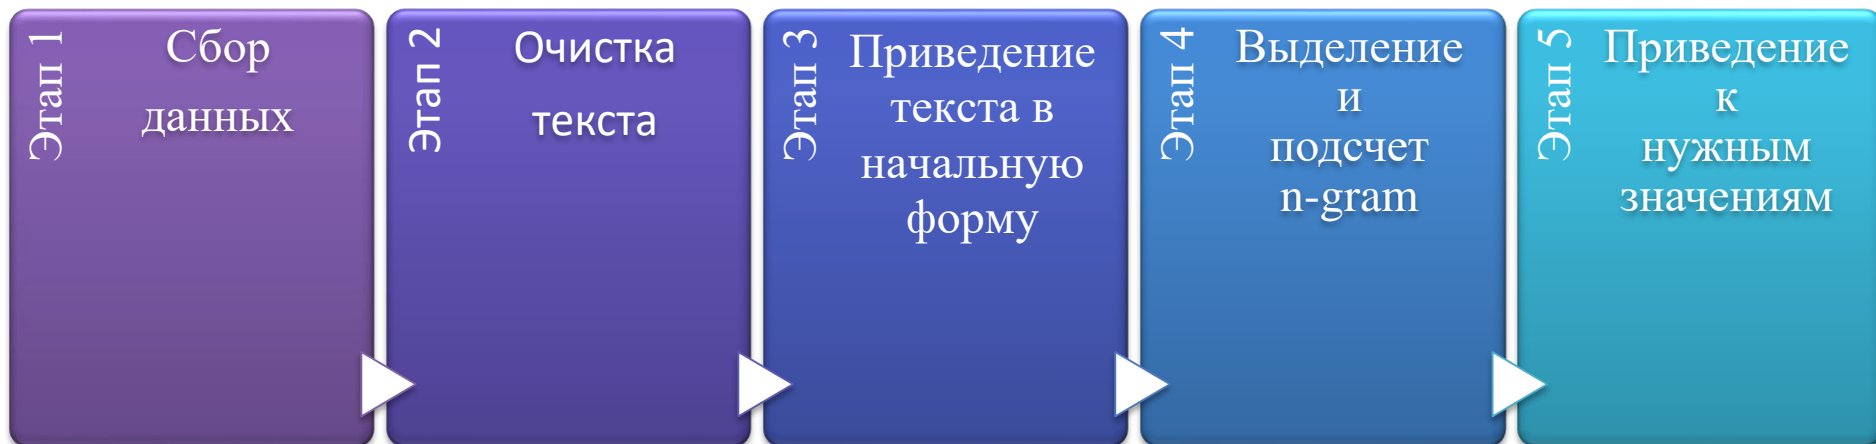 Этап 1
Сбор
данных
Этап 2
Очистка
текста
Этап 3
Приведение
текста в
начальную
форму
Этап 4
Выделение
и
подсчет
n-gram
Этап 5
Приведение
к
нужным
значениям